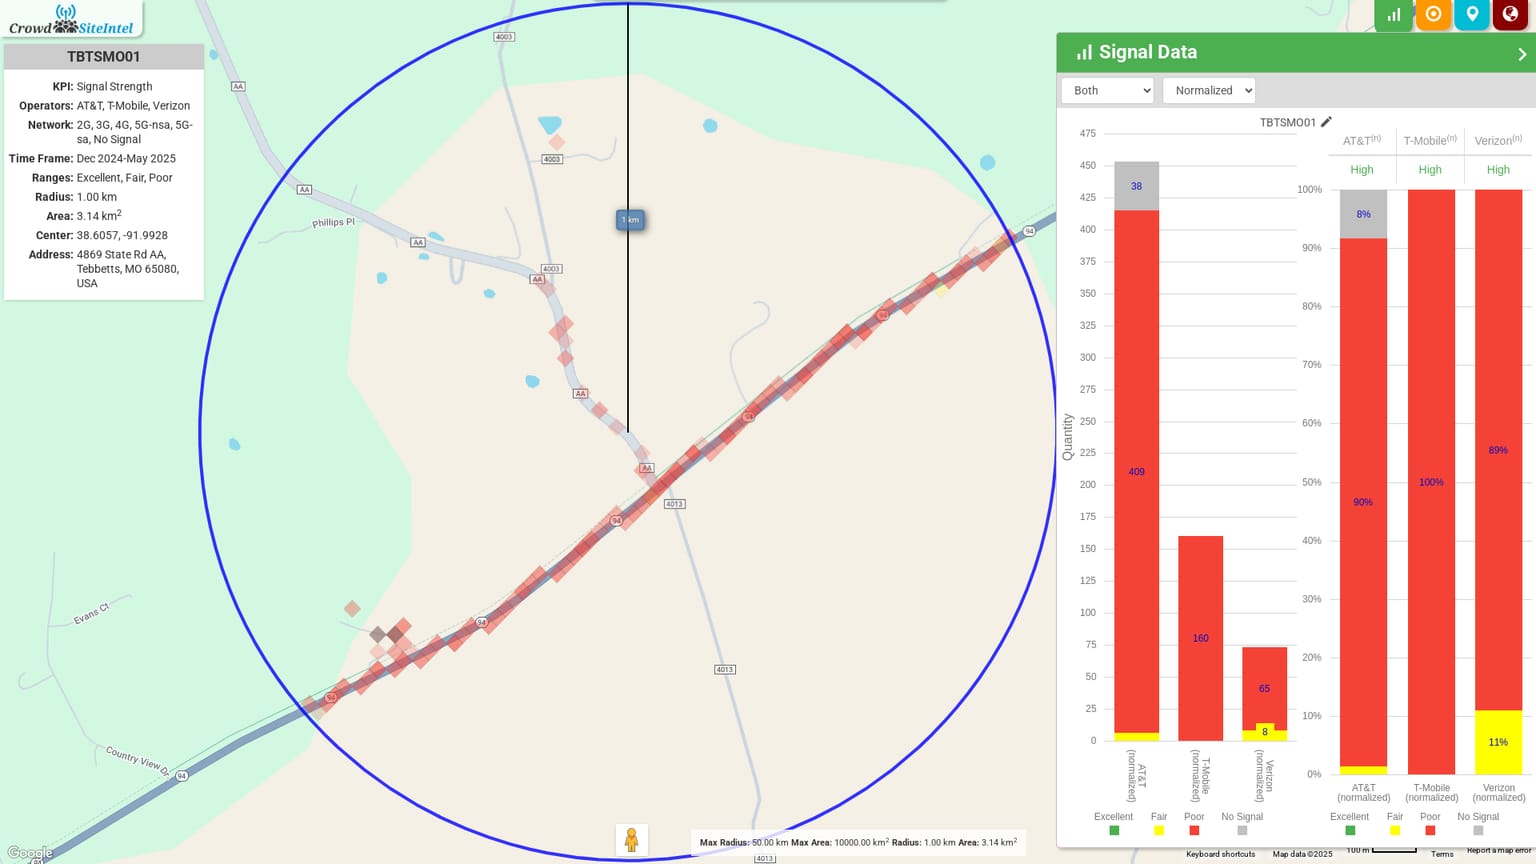 Crowd SiteIntel
TBTSMO01
KPI: Signal Strength
Operators: AT&T, T-Mobile, Verizon
Network: 2G, 3G, 4G, 5G-nsa, 5G-
sa, No Signal
Time Frame: Dec 2024-May 2025
Ranges: Excellent, Fair, Poor
Radius: 1.00 km
Area: 3.14 km²
Center: 38.6057, -91.9928
Address: 4869 State Rd AA,
Tebbetts, MO 65080,
USA
4003
AA
4003
AA
Phillips Pl
AA
1 km
94
4003
AA
94
AA
94
AA
4013
94
94
Evans Ct
4013
94
Country View Dr
94
94
4013
Google
Max Radius: 50.00 km Max Area: 10000.00 km² Radius: 1.00 km Area: 3.14 km²
Signal Data
Both
Normalized
TBTSMO01
Quantity
475
450
425
400
375
350
325
300
275
250
225
200
175
150
125
100
75
50
25
0
38
409
160
65
8
AT&T
(normalized)
T-Mobile
(normalized)
Verizon
(normalized)
Excellent Fair Poor No Signal
AT&T(n) T-Mobile(n) Verizon(n)
High High High
100%
90%
80%
70%
60%
50%
40%
30%
20%
10%
0%
8%
90%
100%
89%
11%
AT&T
(normalized)
T-Mobile
(normalized)
Verizon
(normalized)
Excellent Fair Poor No Signal
Keyboard shortcuts Map data ©2025 100 m Terms Report a map error